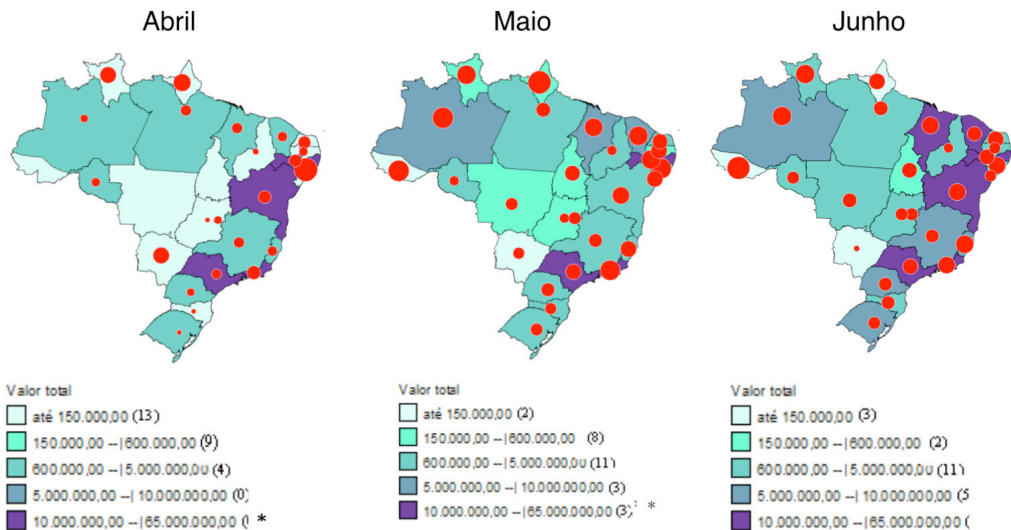 Abril Maio Junho
Valor total
até 150.000,00 (13)
150.000,00 --|600.000,00 (9)
600.000,00 --|5.000.000,00 (4)
5.000.000,00 --| 10.000.000,00 (0)
10.000.000,00 --|65.000.000,00 ( *
Valor total
até 150.000,00 (2)
150.000,00 --|600.000,00 (8)
600.000,00 --|5.000.000,00 (11)
5.000.000,00 --| 10.000.000,00 (3)
10.000.000,00 --|65.000.000,00 (3) *
Valor total
até 150.000,00 (3)
150.000,00 --|600.000,00 (2)
600.000,00 --|5.000.000,00 (11)
5.000.000,00 --| 10.000.000,00 (5
10.000.000,00 --|65.000.000,00 (